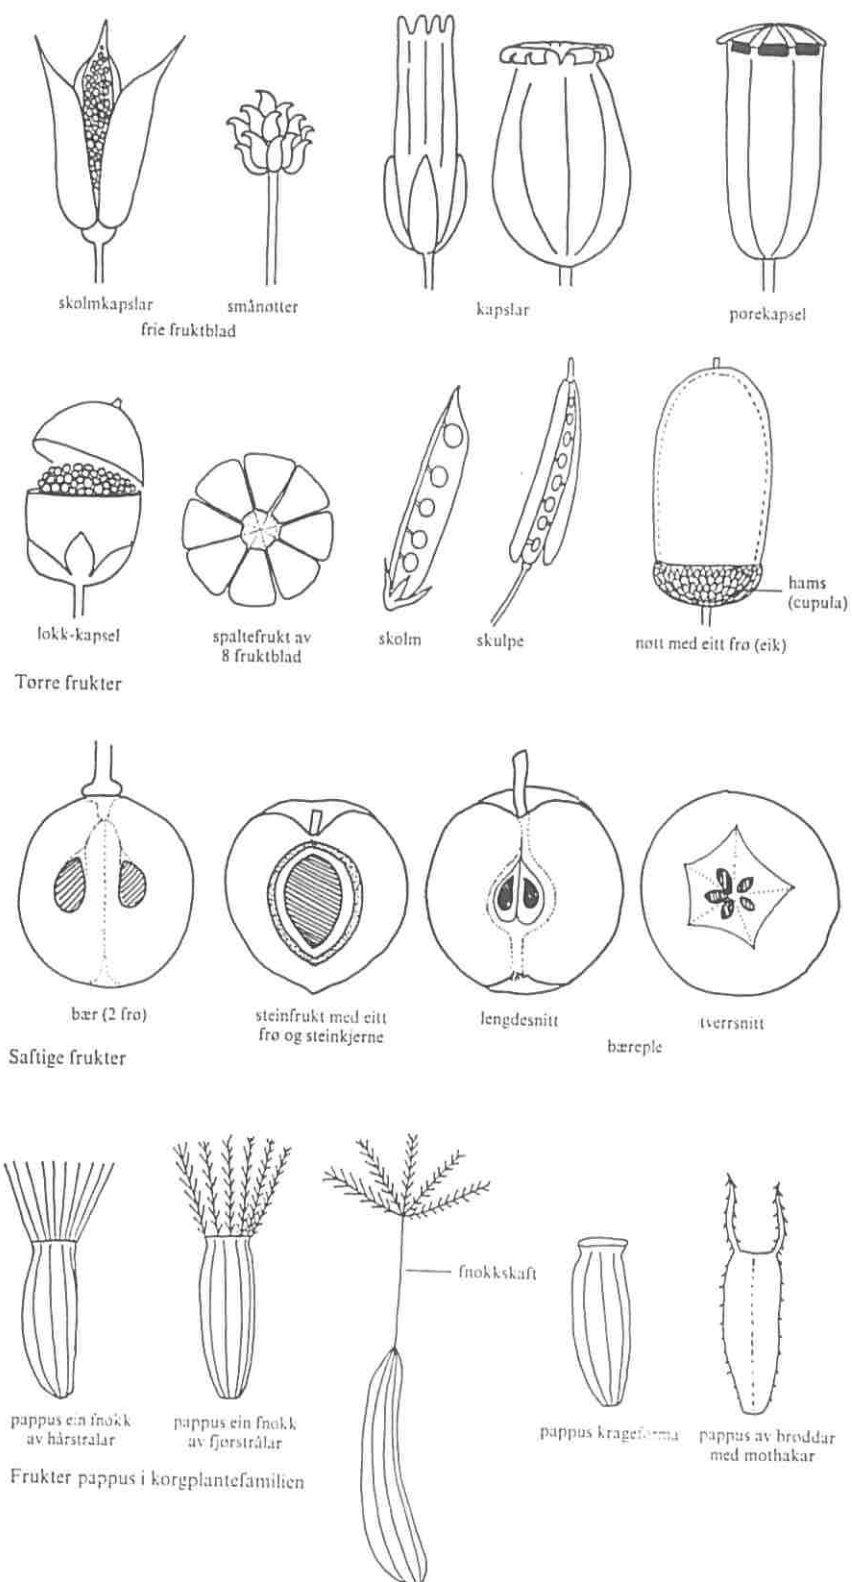 skolmkapslar
smånøtter
frie fruktblad
kapslar
porekapsel
lokk-kapsel
spaltefrukt av
8 fruktblad
skolm
skulpe
hams
(cupula)
nøtt med eitt frø (eik)
Tørre frukter
bær (2 frø)
steinfrukt med eitt
frø og steinkjerne
lengdesnitt
tverrsnitt
bæreple
Saftige frukter
fnokkskaft
pappus ein fnokk
av hårstrålar
pappus ein fnokk
av fjørstrålar
pappus krageforma
pappus av broddar
med mothakar
Frukter pappus i korgplantefamilien